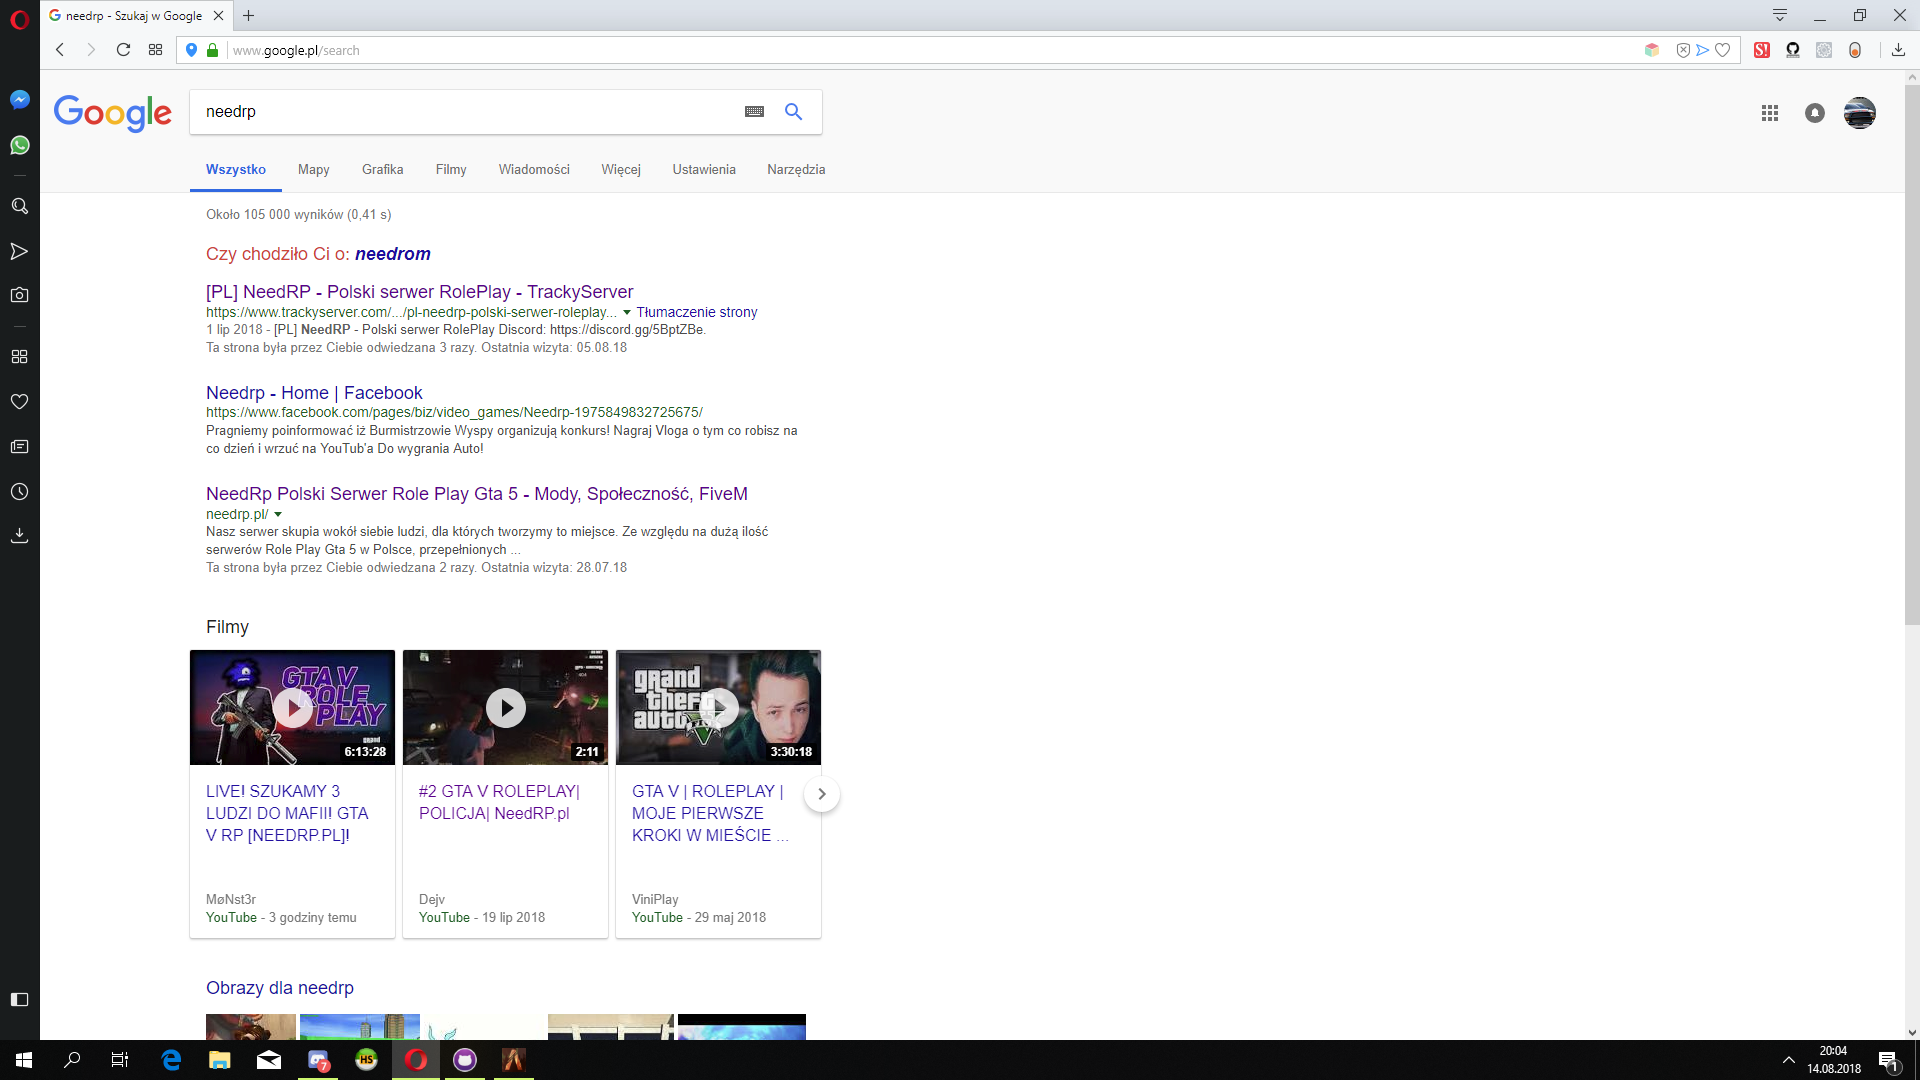 needrp - Szukaj w Google
www.google.pl/search
S!
Google
needrp
Wszystko
Mapy
Grafika
Filmy
Wiadomości
Więcej
Ustawienia
Narzędzia
Około 105 000 wyników (0,41 s)
Czy chodziło Ci o: needrom
[PL] NeedRP - Polski serwer RolePlay - TrackyServer
https://www.trackyserver.com/.../pl-needrp-polski-serwer-roleplay... Tłumaczenie strony
1 lip 2018 - [PL] NeedRP - Polski serwer RolePlay Discord: https://discord.gg/5BptZBe.
Ta strona była przez Ciebie odwiedzana 3 razy. Ostatnia wizyta: 05.08.18
Needrp - Home | Facebook
https://www.facebook.com/pages/biz/video_games/Needrp-1975849832725675/
Pragniemy poinformować iż Burmistrzowie Wyspy organizują konkurs! Nagraj Vloga o tym co robisz na
co dzień i wrzuć na YouTub'a Do wygrania Auto!
NeedRp Polski Serwer Role Play Gta 5 - Mody, Społeczność, FiveM
needrp.pl/
Nasz serwer skupia wokół siebie ludzi, dla których tworzymy to miejsce. Ze względu na dużą ilość
serwerów Role Play Gta 5 w Polsce, przepełnionych ...
Ta strona była przez Ciebie odwiedzana 2 razy. Ostatnia wizyta: 28.07.18
Filmy
GTA V
ROLE
PLAY
6:13:28
2:11
grand
theft
auto
3:30:18
LIVE! SZUKAMY 3
LUDZI DO MAFII! GTA
V RP [NEEDRP.PL]!
MøNst3r
YouTube - 3 godziny temu
#2 GTA V ROLEPLAY|
POLICJA| NeedRP.pl
Dejv
YouTube - 19 lip 2018
GTA V | ROLEPLAY |
MOJE PIERWSZE
KROKI W MIEŚCIE ...
ViniPlay
YouTube - 29 maj 2018
Obrazy dla needrp
7
HS
20:04
14.08.2018
1